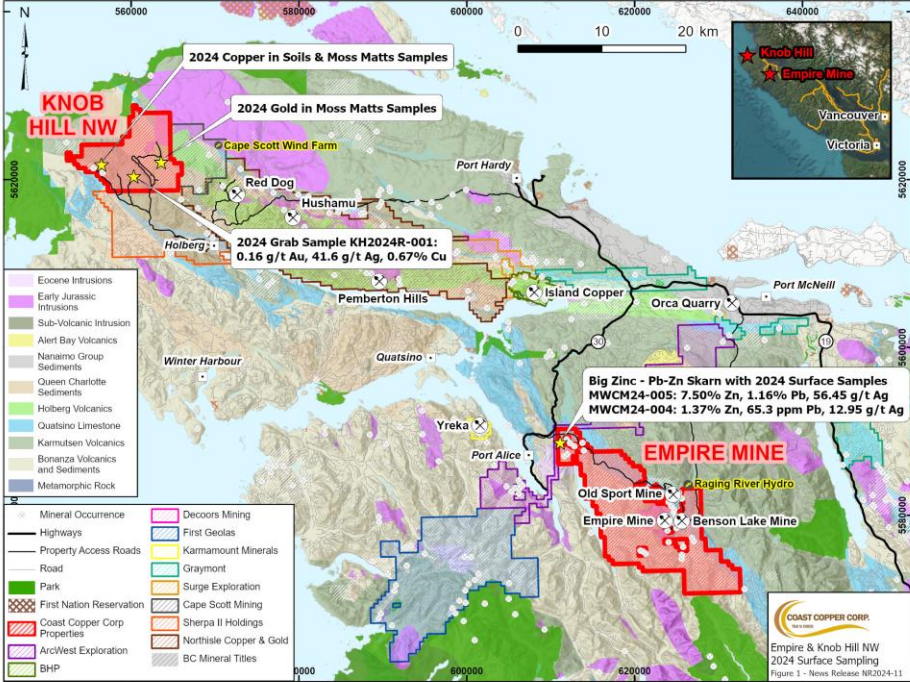 560000
600000
620000
640000
N
0 10 20 km
2024 Copper in Soils & Moss Matts Samples
KNOB
HILL NW
2024 Gold in Moss Matts Samples
Cape Scott Wind Farm
Knob Hill
Empire Mine
Vancouver
Victoria
5620000
5620000
Port Hardy
Red Dog
Hushamu
Holberg
2024 Grab Sample KH2024R-001:
0.16 g/t Au, 41.6 g/t Ag, 0.67% Cu
Pemberton Hills
Island Copper
Orca Quarry
Port McNeill
Eocene Intrusions
Early Jurassic
Intrusions
Sub-Volcanic Intrusion
Alert Bay Volcanics
Nanaimo Group
Sediments
Queen Charlotte
Sediments
Holberg Volcanics
Quatsino Limestone
Karmutsen Volcanics
Bonanza Volcanics
and Sediments
Metamorphic Rock
5600000
30
19
Winter Harbour
Quatsino
Big Zinc - Pb-Zn Skarn with 2024 Surface Samples
MWCM24-005: 7.50% Zn, 1.16% Pb, 56.45 g/t Ag
MWCM24-004: 1.37% Zn, 65.3 ppm Pb, 12.95 g/t Ag
Yreka
Port Alice
EMPIRE MINE
Raging River Hydro
Old Sport Mine
Empire Mine
Benson Lake Mine
5580000
Mineral Occurrence
Highways
Property Access Roads
Road
Park
First Nation Reservation
Coast Copper Corp
Properties
ArcWest Exploration
BHP
Decoors Mining
First Geolas
Karmamount Minerals
Graymont
Surge Exploration
Cape Scott Mining
Sherpa II Holdings
Northisle Copper & Gold
BC Mineral Titles
COAST COPPER CORP.
Empire & Knob Hill NW
2024 Surface Sampling
Figure 1 - News Release NR2024-11
600000
620000